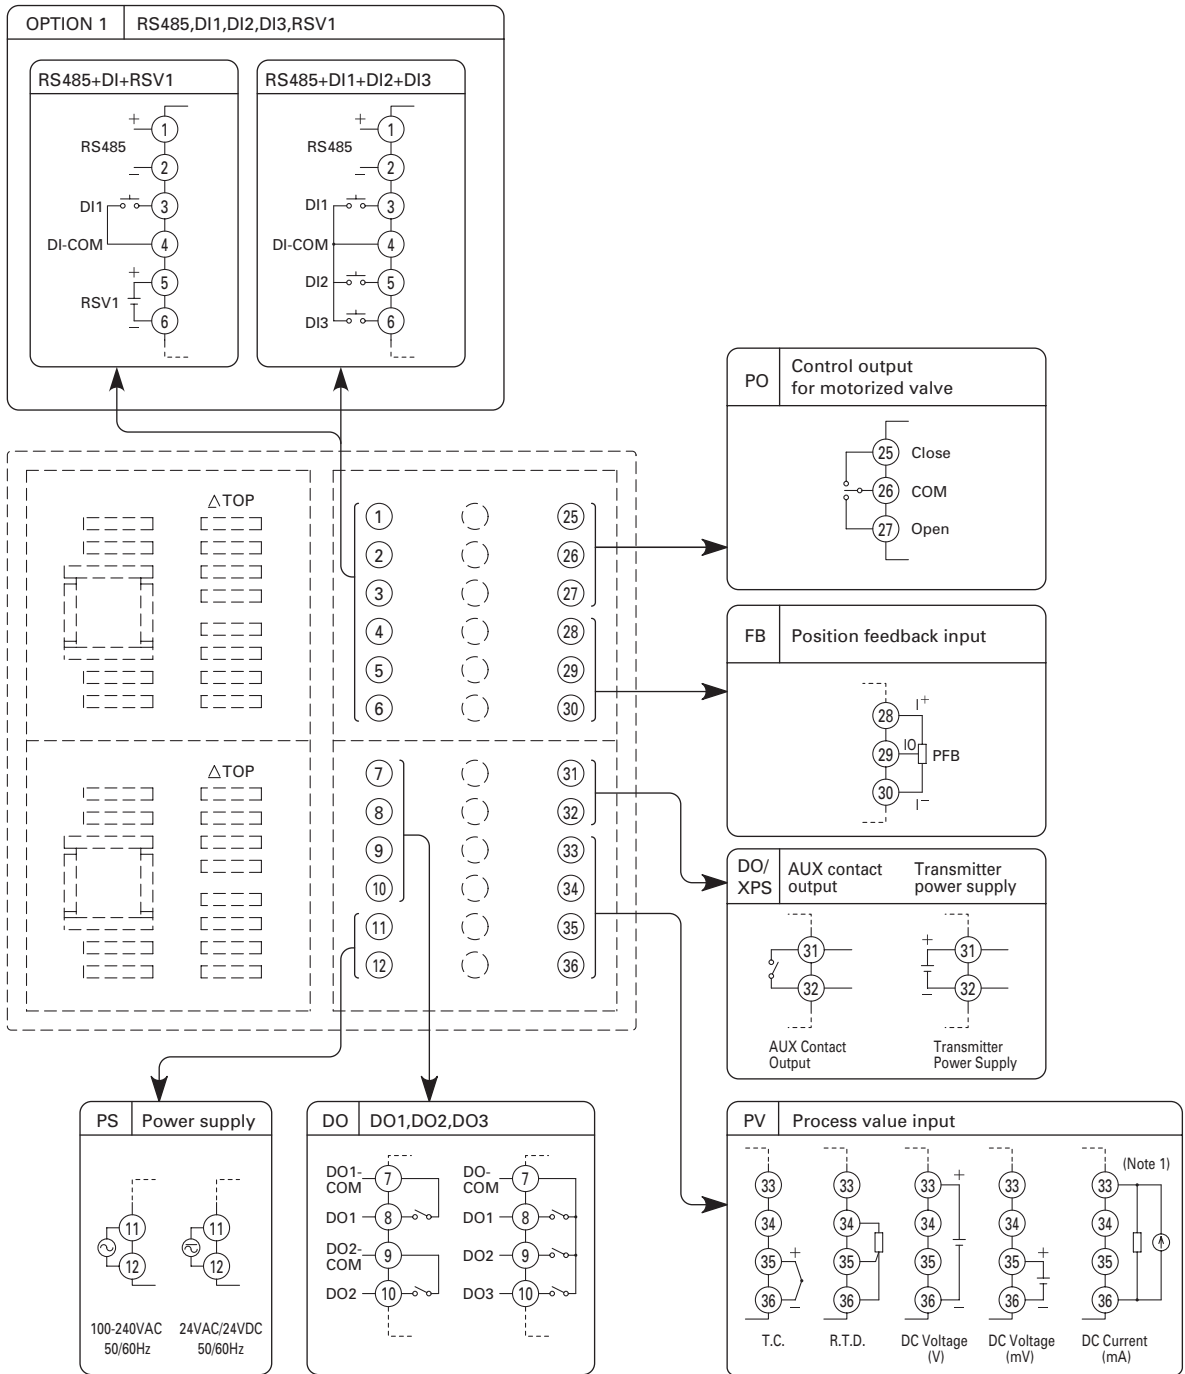 OPTION 1 RS485,DI1,DI2,DI3,RSV1
RS485+DI+RSV1
+
1
RS485
2
−
DI1
3
DI-COM
4
+
5
RSV1
−
6
RS485+DI1+DI2+DI3
+
1
RS485
2
−
DI1
3
DI-COM
4
DI2
5
DI3
6
PO Control output
for motorized valve
25 Close
26 COM
27 Open
△TOP
1 25
2 26
3 27
4 28
5 29
6 30
△TOP
7 31
8 32
9 33
10 34
11 35
12 36
FB Position feedback input
28 I+
29 IO PFB
30 I−
DO/
XPS
AUX contact
output
Transmitter
power supply
31
32
AUX Contact
Output
+
31
−
32
Transmitter
Power Supply
PS Power supply
11
12
100-240VAC
50/60Hz
11
12
24VAC/24VDC
50/60Hz
DO DO1,DO2,DO3
DO1-
COM
7
DO1 8
DO2-
COM
9
DO2 10
DO-
COM
7
DO1 8
DO2 9
DO3 10
PV Process value input
33
34
35 +
36 −
T.C.
33
34
35
36
R.T.D.
33 +
34
35
36 −
DC Voltage
(V)
33
34
35 +
36 −
DC Voltage
(mV)
(Note 1)
33
34
35
36
DC Current
(mA)